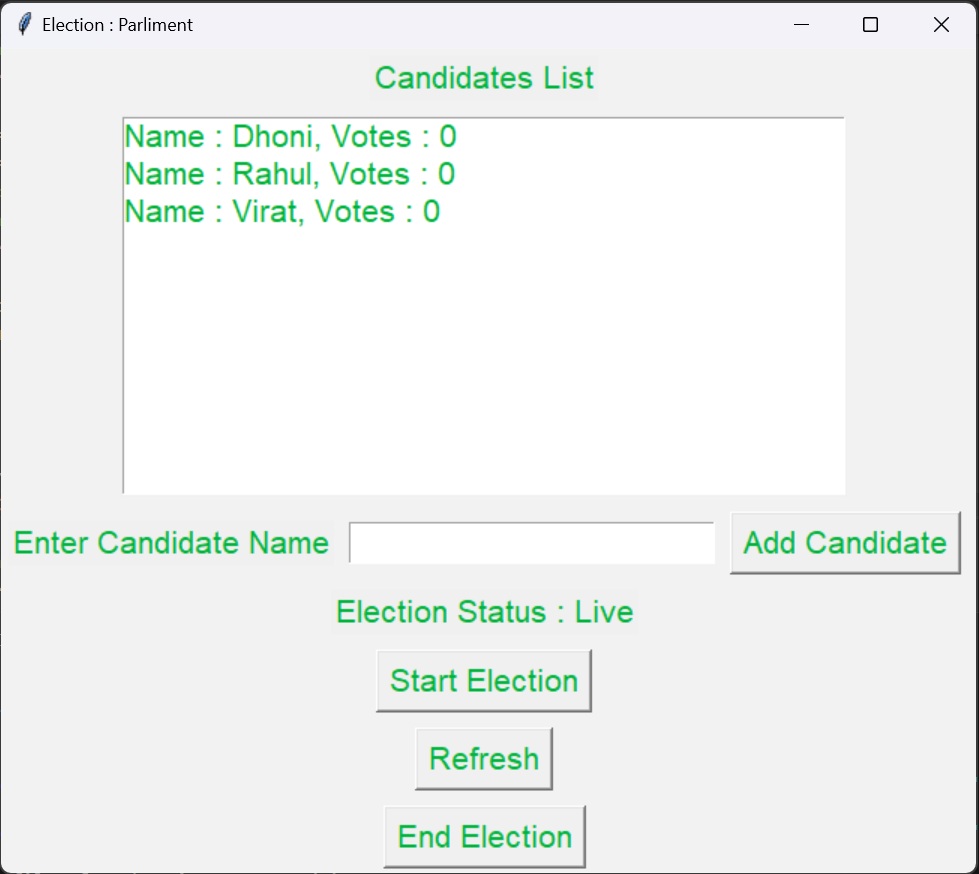 Election : Parliment
Candidates List
Name : Dhoni, Votes : 0
Name : Rahul, Votes : 0
Name : Virat, Votes : 0
Enter Candidate Name
Add Candidate
Election Status : Live
Start Election
Refresh
End Election